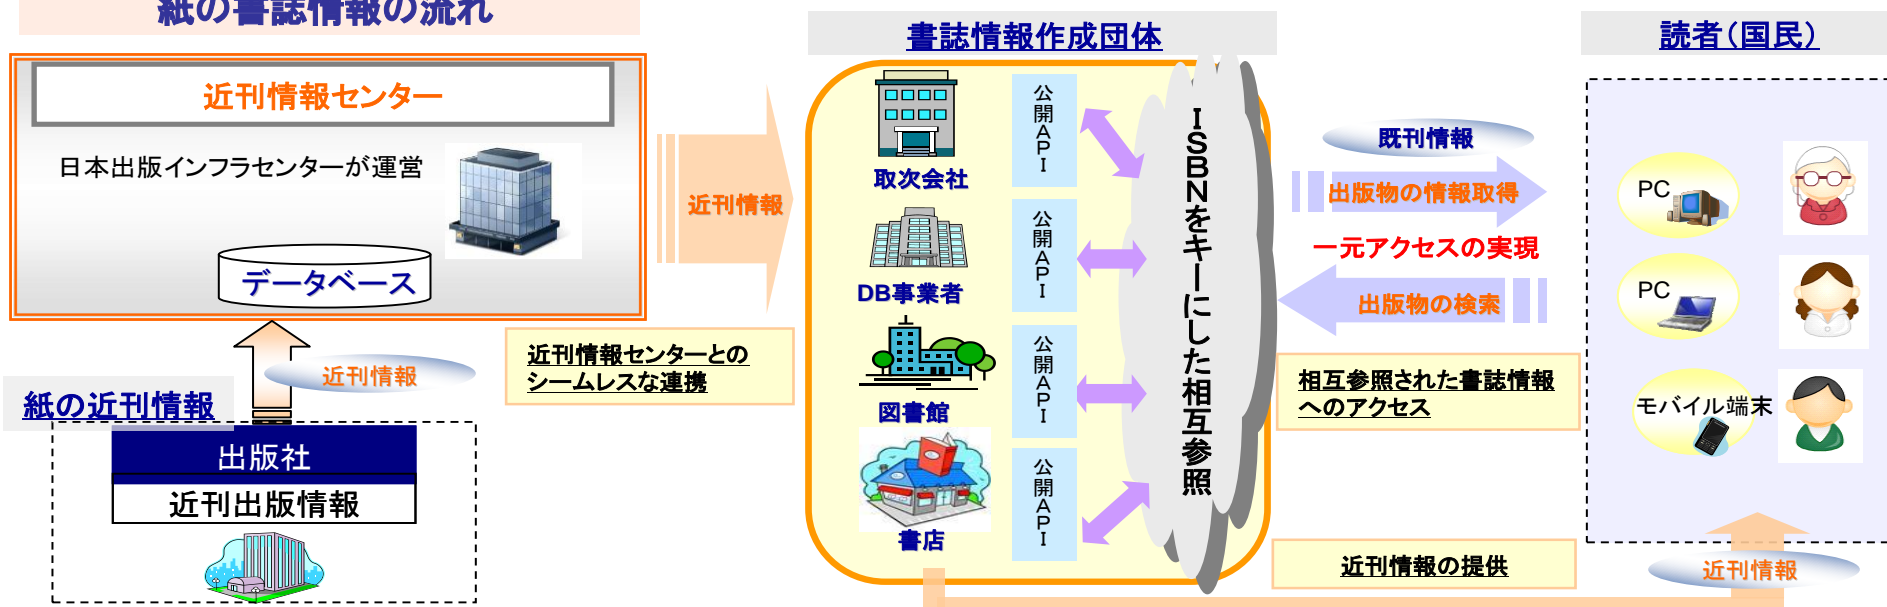 紙の書誌情報の流れ
近刊情報センター
日本出版インフラセンターが運営
データベース
近刊情報
紙の近刊情報
出版社
近刊出版情報
近刊情報
近刊情報センターとの
シームレスな連携
書誌情報作成団体
取次会社
公開API
DB事業者
公開API
図書館
公開API
書店
公開API
ISBNをキーにした相互参照
既刊情報
出版物の情報取得
一元アクセスの実現
出版物の検索
相互参照された書誌情報
へのアクセス
近刊情報の提供
読者(国民)
PC
PC
モバイル端末
近刊情報